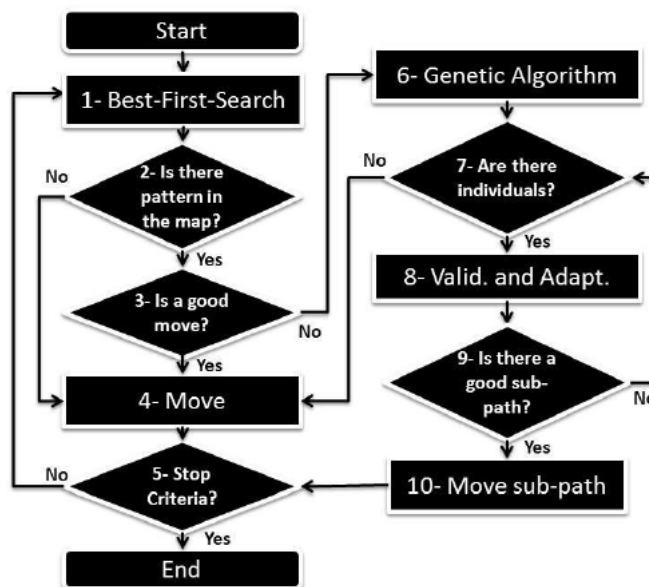 Start
1- Best-First-Search
No
2- Is there
pattern in
the map?
Yes
3- Is a good
move?
No
Yes
4- Move
No
5- Stop
Criteria?
Yes
End
6- Genetic Algorithm
No
7- Are there
individuals?
Yes
8- Valid. and Adapt.
9- Is there a
good sub-
path?
No
Yes
10- Move sub-path